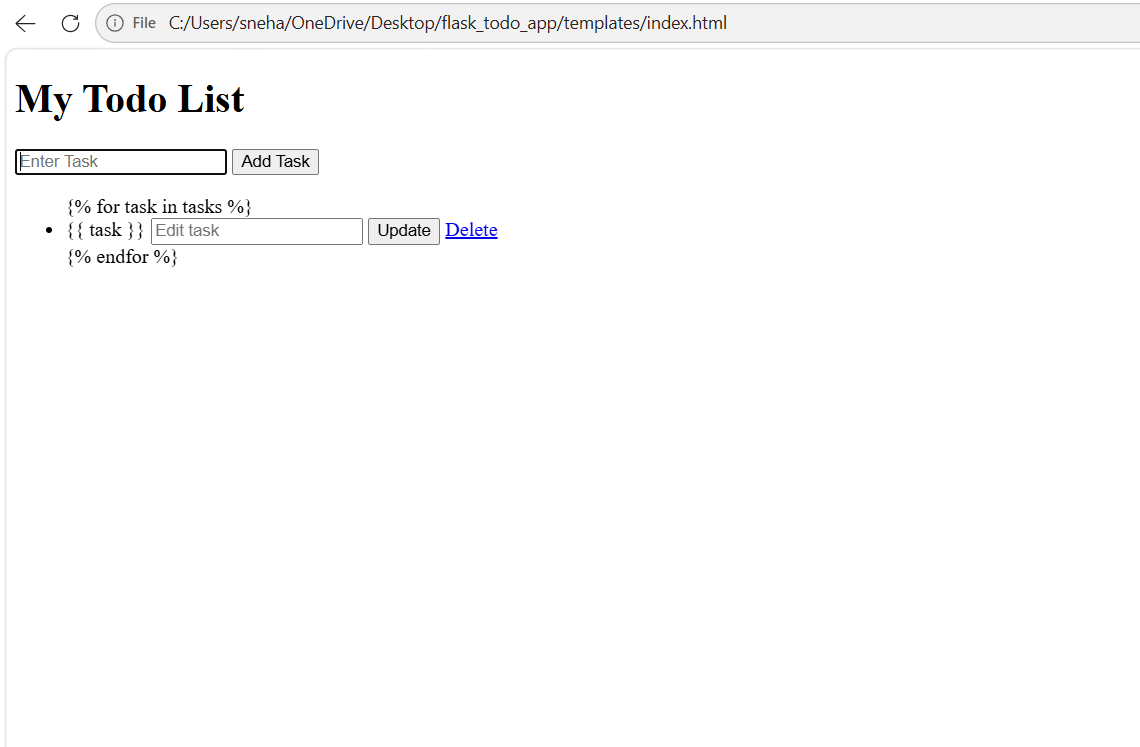 File C:/Users/sneha/OneDrive/Desktop/flask_todo_app/templates/index.html
My Todo List
Enter Task Add Task
{% for task in tasks %}
{{ task }} Edit task Update Delete
{% endfor %}